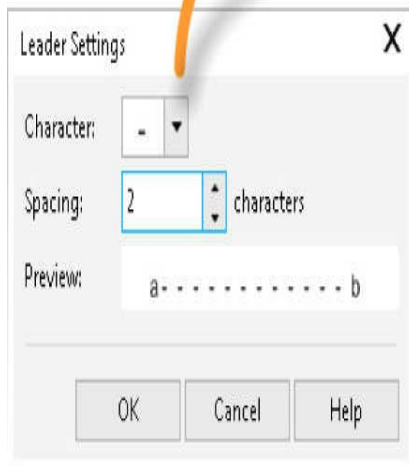 Leader Settings X
Character: -
Spacing: 2 characters
Preview: a- - - - - - - - - - - - b
OK Cancel Help